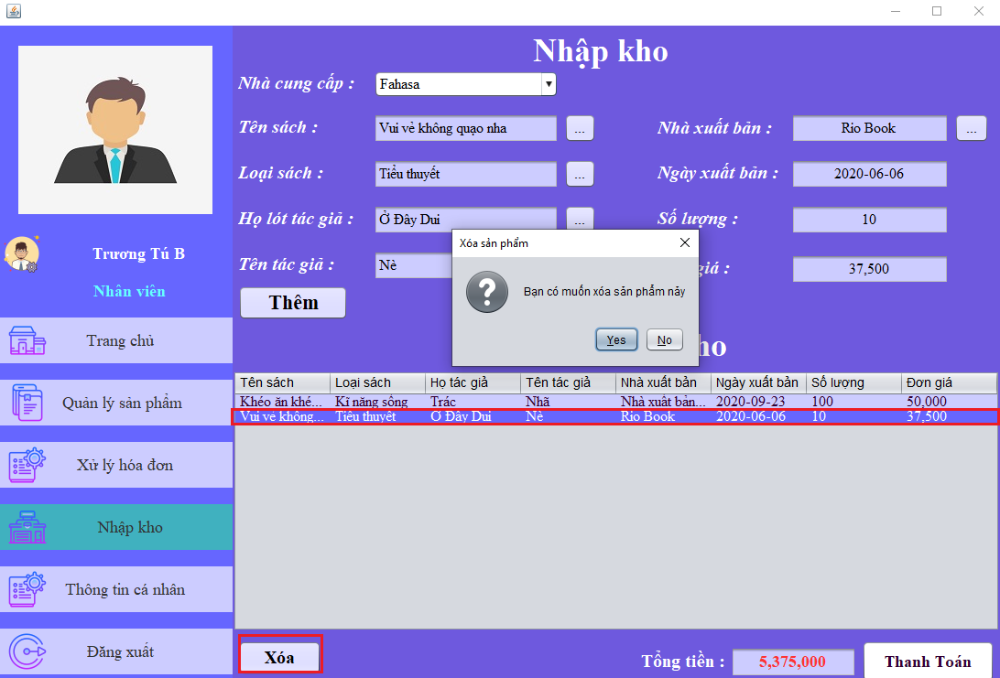 Nhập kho
Nhà cung cấp :
Fahasa
Tên sách :
Vui vẻ không quạo nha
...
Nhà xuất bản :
Rio Book
...
Loại sách :
Tiểu thuyết
...
Ngày xuất bản :
2020-06-06
Họ lót tác giả :
Ở Đây Dui
...
Số lượng :
10
Tên tác giả :
Nè
giá :
37,500
Thêm
Xóa sản phẩm
Bạn có muốn xóa sản phẩm này
Yes
No
ho
Trương Tú B
Nhân viên
Trang chủ
Quản lý sản phẩm
Xử lý hóa đơn
Nhập kho
Thông tin cá nhân
Đăng xuất
Tên sách Loại sách Họ tác giả Tên tác giả Nhà xuất bản Ngày xuất bản Số lượng Đơn giá
Khéo ăn khé... Kĩ năng sống Trác Nhã Nhà xuất bản... 2020-09-23 100 50,000
Vui vẻ không... Tiểu thuyết Ở Đây Dui Nè Rio Book 2020-06-06 10 37,500
Xóa
Tổng tiền :
5,375,000
Thanh Toán